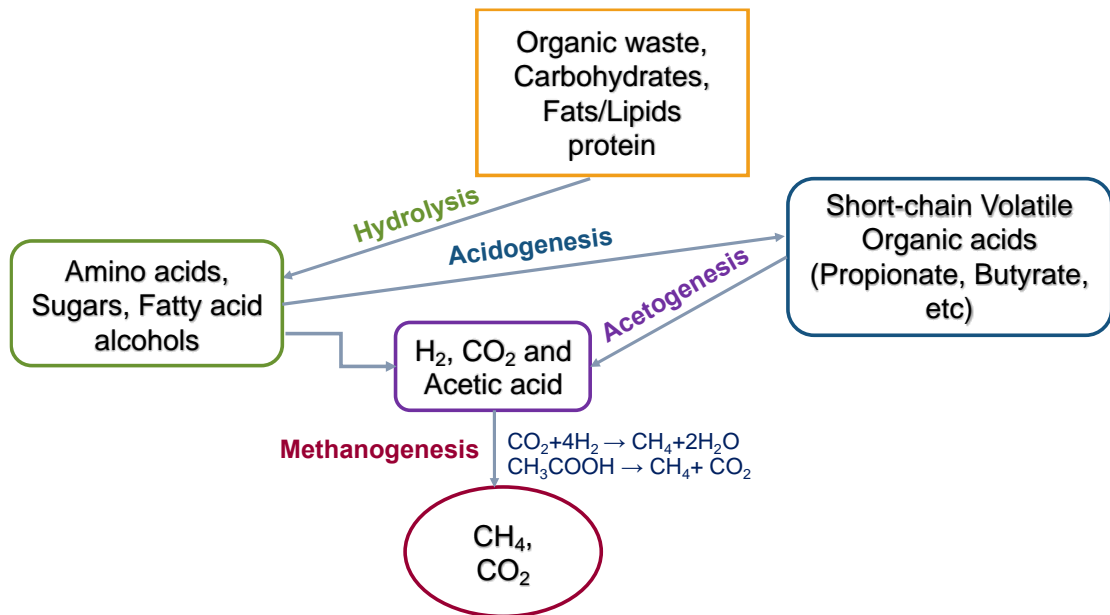 Organic waste,
Carbohydrates,
Fats/Lipids
protein
Hydrolysis
Acidogenesis
Short-chain Volatile
Organic acids
(Propionate, Butyrate,
etc)
Amino acids,
Sugars, Fatty acid
alcohols
Acetogenesis
H₂, CO₂ and
Acetic acid
Methanogenesis
CO₂+4H₂ → CH₄+2H₂O
CH₃COOH → CH₄+ CO₂
CH₄,
CO₂